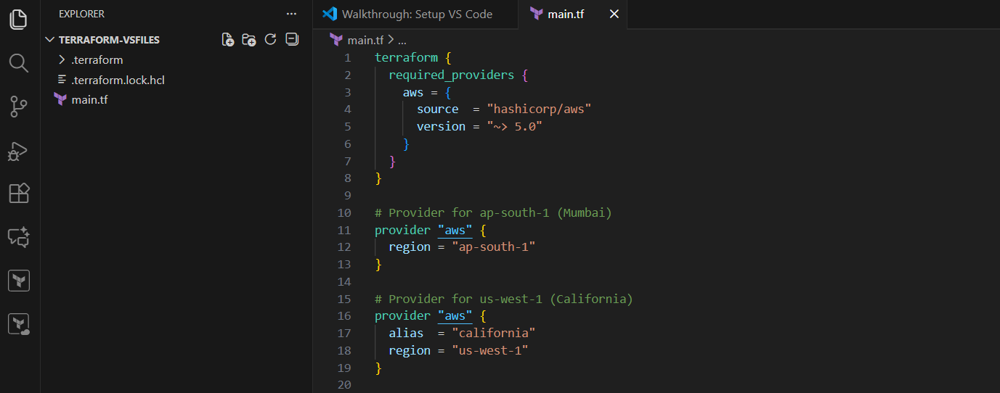 EXPLORER
TERRAFORM-VSFILES
.terraform
.terraform.lock.hcl
main.tf
Walkthrough: Setup VS Code
main.tf
main.tf > ...
1 terraform {
2   required_providers {
3     aws = {
4       source  = "hashicorp/aws"
5       version = "~> 5.0"
6     }
7   }
8 }
9
10 # Provider for ap-south-1 (Mumbai)
11 provider "aws" {
12   region = "ap-south-1"
13 }
14
15 # Provider for us-west-1 (California)
16 provider "aws" {
17   alias  = "california"
18   region = "us-west-1"
19 }
20